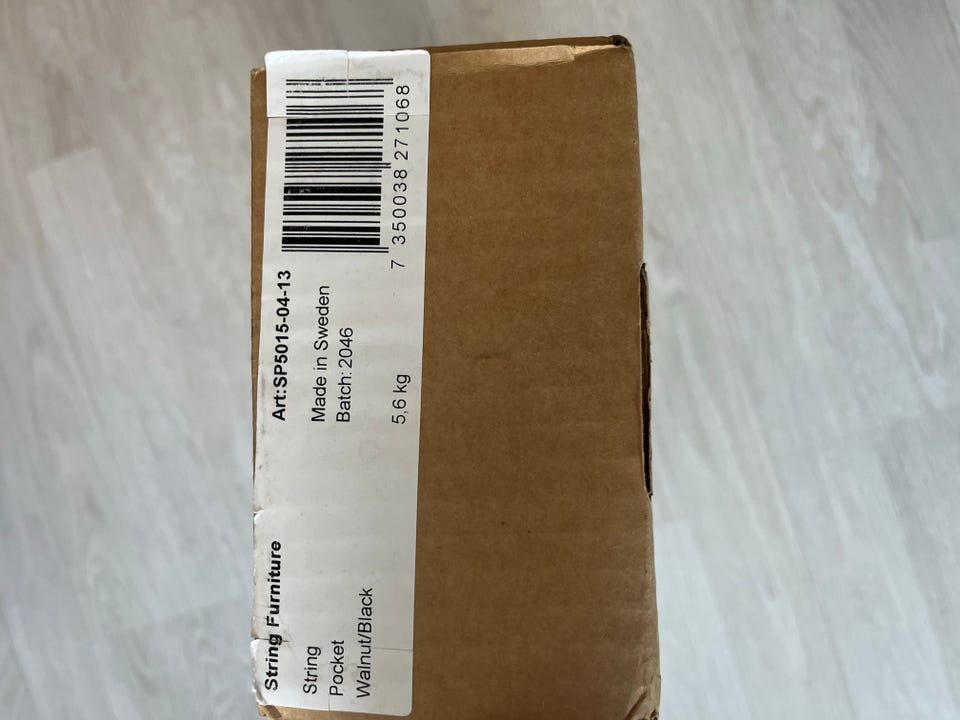 String Furniture
String
Pocket
Walnut/Black
Art:SP5015-04-13
Made in Sweden
Batch: 2046
5,6 kg
7 350038 271068